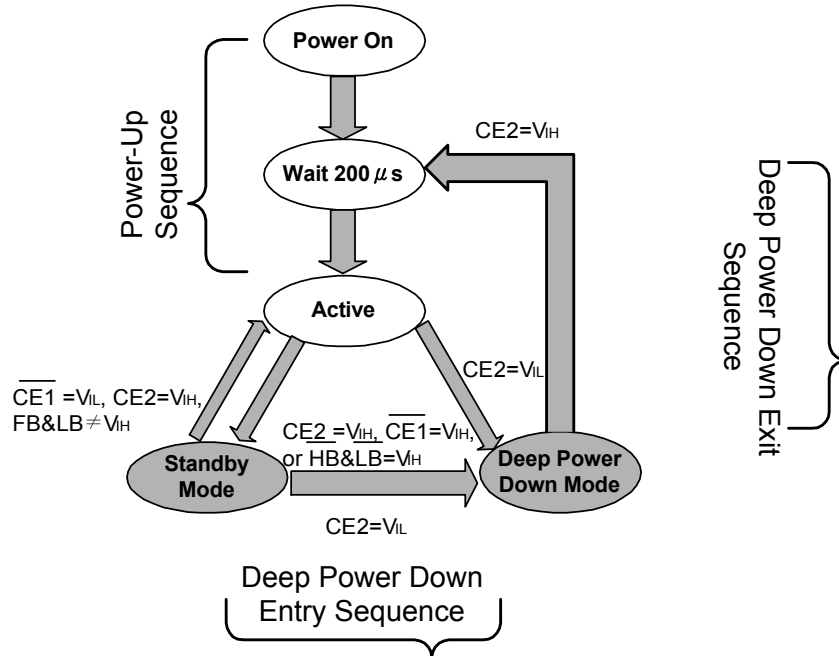 Power On
Power-Up
Sequence
CE2=VIH
Wait 200 μs
Deep Power Down Exit
Sequence
Active
CE1 =VIL, CE2=VIH,
FB&LB≠VIH
CE2=VIL
CE2=VIH, CE1=VIH,
or HB&LB=VIH
Standby
Mode
Deep Power
Down Mode
CE2=VIL
Deep Power Down
Entry Sequence